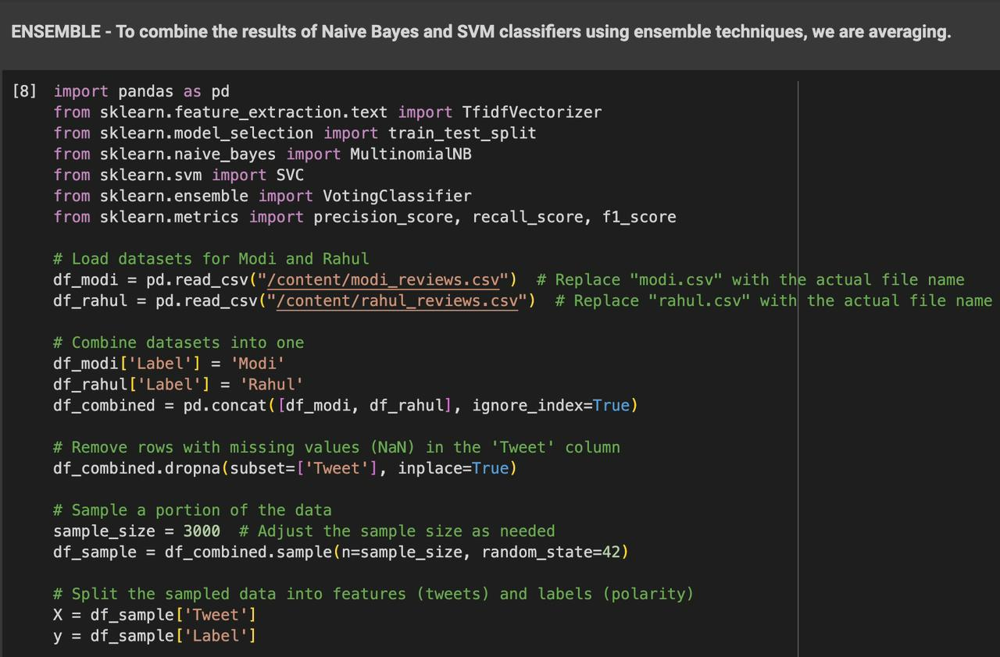 ENSEMBLE - To combine the results of Naive Bayes and SVM classifiers using ensemble techniques, we are averaging.
[8] import pandas as pd
from sklearn.feature_extraction.text import TfidfVectorizer
from sklearn.model_selection import train_test_split
from sklearn.naive_bayes import MultinomialNB
from sklearn.svm import SVC
from sklearn.ensemble import VotingClassifier
from sklearn.metrics import precision_score, recall_score, f1_score
# Load datasets for Modi and Rahul
df_modi = pd.read_csv("/content/modi_reviews.csv")  # Replace "modi.csv" with the actual file name
df_rahul = pd.read_csv("/content/rahul_reviews.csv")  # Replace "rahul.csv" with the actual file name
# Combine datasets into one
df_modi['Label'] = 'Modi'
df_rahul['Label'] = 'Rahul'
df_combined = pd.concat([df_modi, df_rahul], ignore_index=True)
# Remove rows with missing values (NaN) in the 'Tweet' column
df_combined.dropna(subset=['Tweet'], inplace=True)
# Sample a portion of the data
sample_size = 3000  # Adjust the sample size as needed
df_sample = df_combined.sample(n=sample_size, random_state=42)
# Split the sampled data into features (tweets) and labels (polarity)
X = df_sample['Tweet']
y = df_sample['Label']